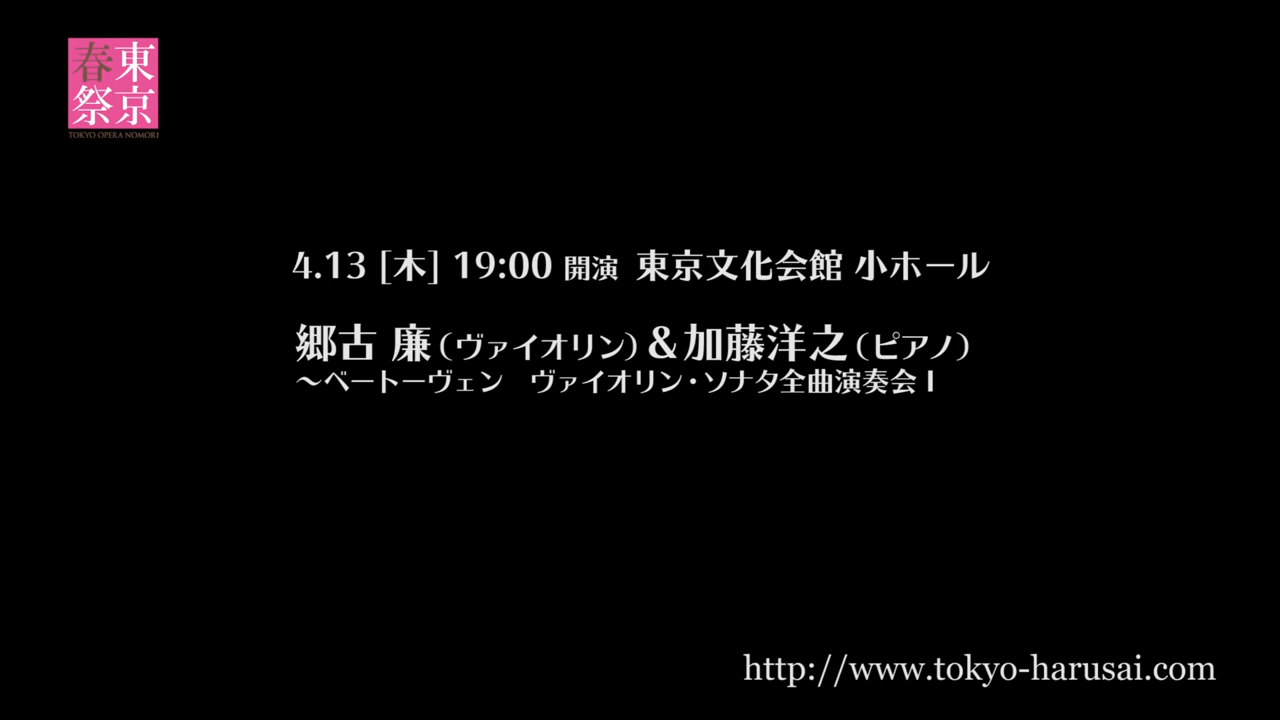 東京
春祭
TOKYO OPERA NOMORI
4.13 [木] 19:00 開演 東京文化会館 小ホール
郷古 廉（ヴァイオリン）＆加藤洋之（ピアノ）
～ベートーヴェン　ヴァイオリン・ソナタ全曲演奏会 I
http://www.tokyo-harusai.com